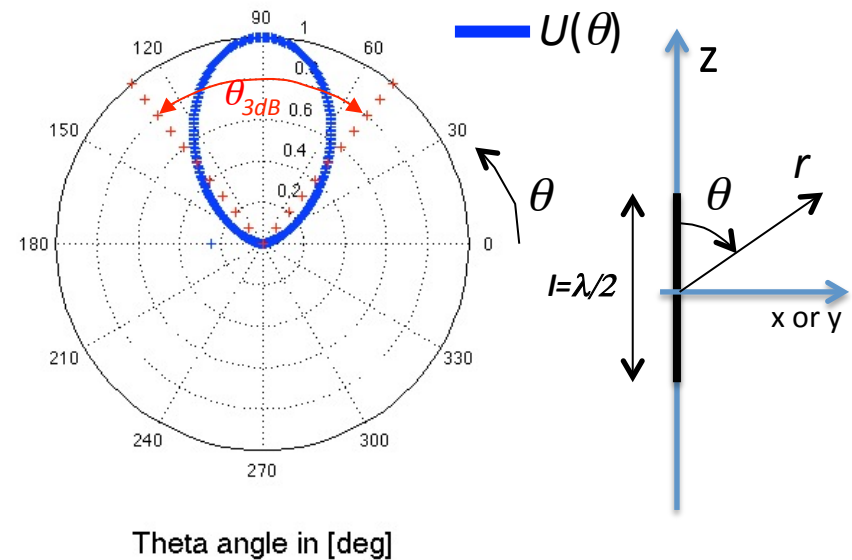 90
1
120
60
0.8
U(θ)
z
θ3dB
0.6
150
30
0.4
r
0.2
θ
θ
180
0
l=λ/2
x or y
210
330
240
300
270
Theta angle in [deg]